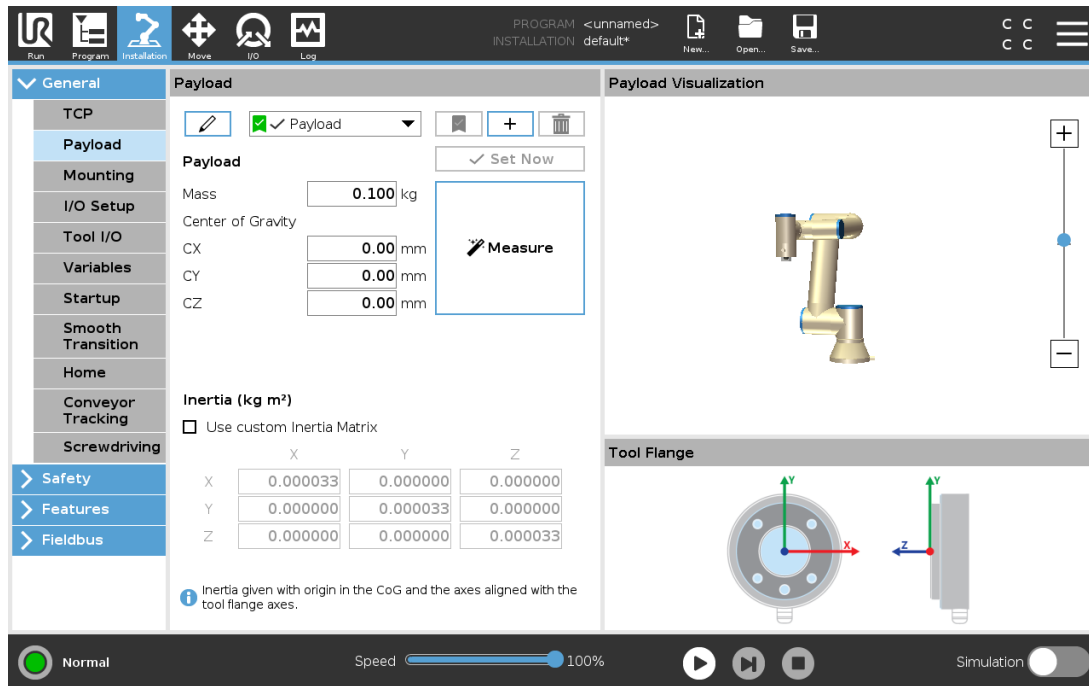 PROGRAM <unnamed>
INSTALLATION default*
Run
Program
Installation
Move
I/O
Log
New...
Open...
Save...
C C
C C
General
TCP
Payload
Mounting
I/O Setup
Tool I/O
Variables
Startup
Smooth
Transition
Home
Conveyor
Tracking
Screwdriving
Safety
Features
Fieldbus
Payload
Payload
Payload
Set Now
Mass 0.100 kg
Center of Gravity
CX 0.00 mm
CY 0.00 mm
CZ 0.00 mm
Measure
Inertia (kg m²)
Use custom Inertia Matrix
X Y Z
X 0.000033 0.000000 0.000000
Y 0.000000 0.000033 0.000000
Z 0.000000 0.000000 0.000033
Inertia given with origin in the CoG and the axes aligned with the
tool flange axes.
Payload Visualization
Tool Flange
Y
X
Y
Z
Normal
Speed 100%
Simulation